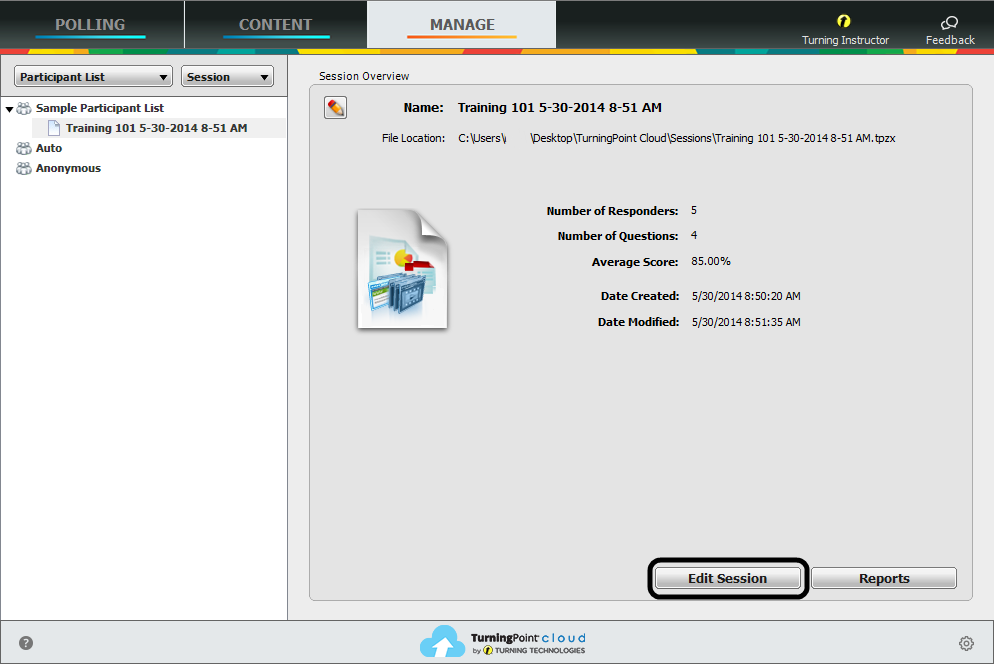 POLLING CONTENT MANAGE Turning Instructor Feedback
Participant List Session
Sample Participant List
Training 101 5-30-2014 8-51 AM
Auto
Anonymous
Session Overview
Name: Training 101 5-30-2014 8-51 AM
File Location: C:\Users\ \Desktop\TurningPoint Cloud\Sessions\Training 101 5-30-2014 8-51 AM.tpzx
Number of Responders: 5
Number of Questions: 4
Average Score: 85.00%
Date Created: 5/30/2014 8:50:20 AM
Date Modified: 5/30/2014 8:51:35 AM
Edit Session Reports
?
TurningPoint cloud
by TURNING TECHNOLOGIES